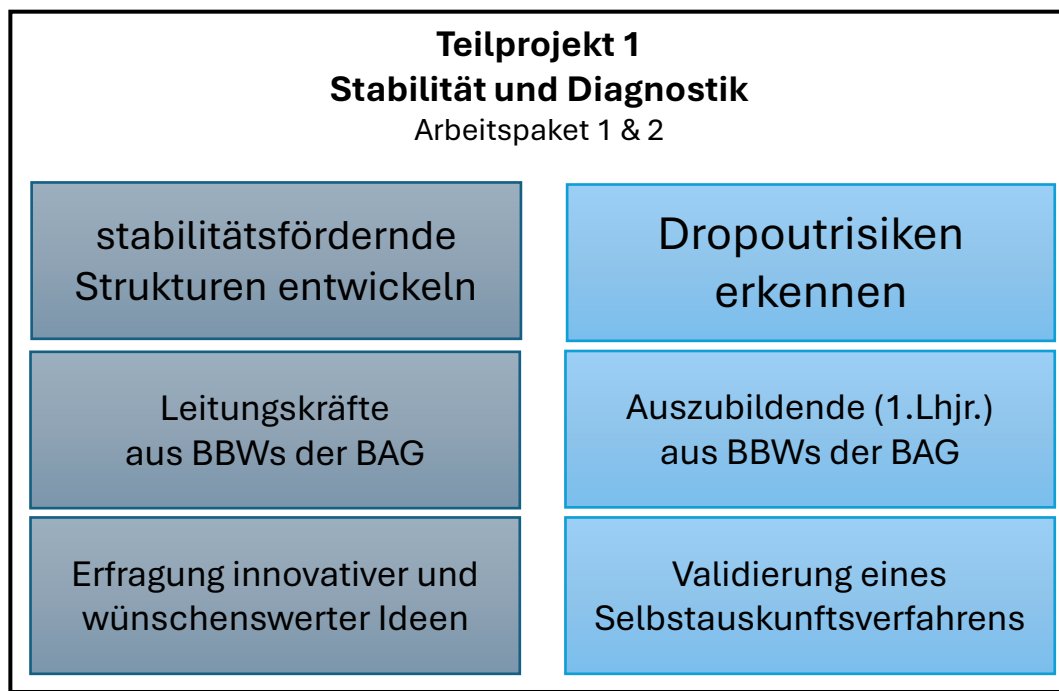 Teilprojekt 1
Stabilität und Diagnostik
Arbeitspaket 1 & 2
stabilitätsfördernde
Strukturen entwickeln
Dropoutrisiken
erkennen
Leitungskräfte
aus BBWs der BAG
Auszubildende (1.Lhjr.)
aus BBWs der BAG
Erfragung innovativer und
wünschenswerter Ideen
Validierung eines
Selbstauskunftsverfahrens